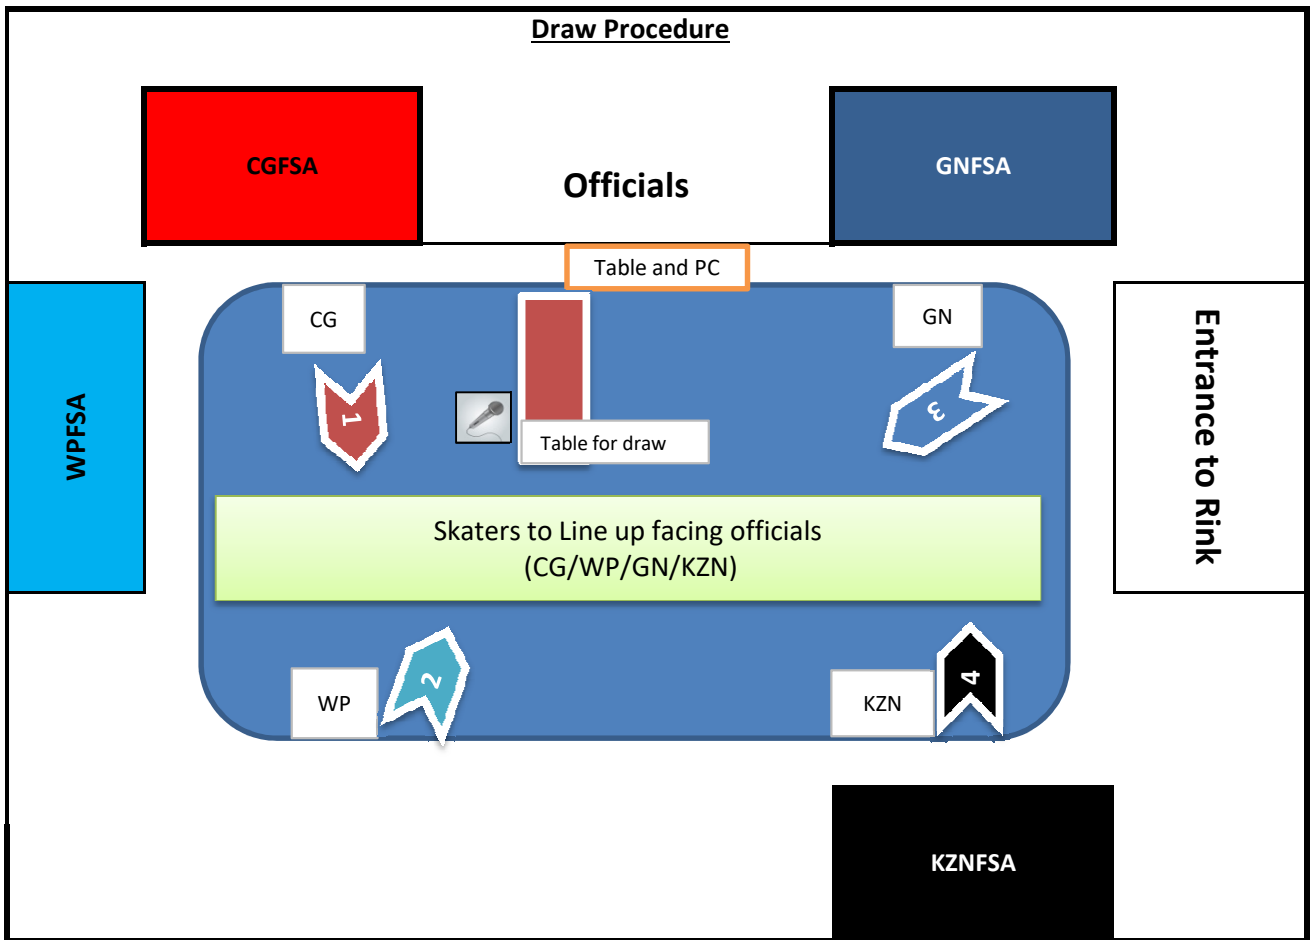 Draw Procedure
CGFSA
Officials
GNFSA
Table and PC
CG
GN
1
3
Table for draw
WPFSA
Entrance to Rink
Skaters to Line up facing officials
(CG/WP/GN/KZN)
WP
2
KZN
4
KZNFSA